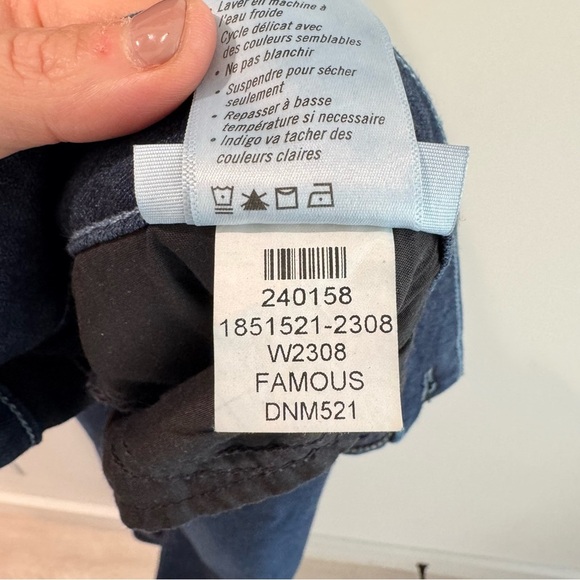 • Laver en machine à
l'eau froide
• Cycle délicat avec
des couleurs semblables
• Ne pas blanchir
• Suspendre pour sécher
seulement
• Repasser à basse
température si necessaire
• Indigo va tacher des
couleurs claires
240158
1851521-2308
W2308
FAMOUS
DNM521